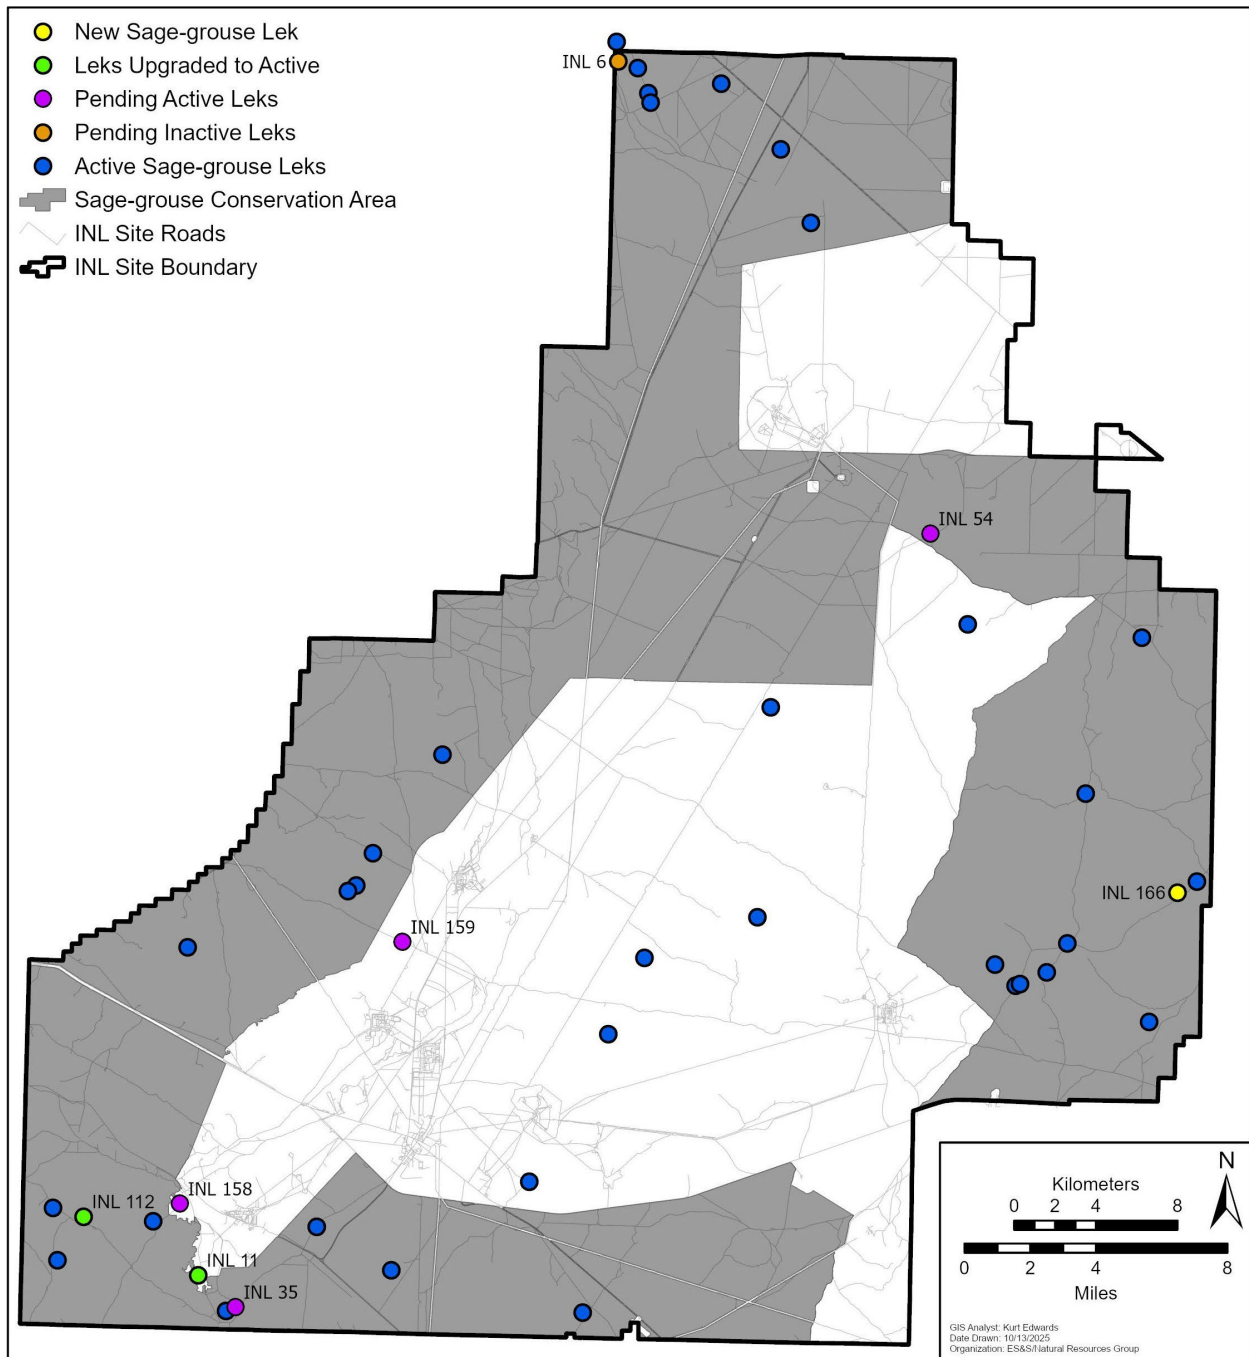 New Sage-grouse Lek
Leks Upgraded to Active
Pending Active Leks
Pending Inactive Leks
Active Sage-grouse Leks
Sage-grouse Conservation Area
INL Site Roads
INL Site Boundary
INL 6
INL 54
INL 166
INL 159
INL 112
INL 158
INL 11
INL 35
N
Kilometers
0 2 4 8
0 2 4 8
Miles
GIS Analyst: Kurt Edwards
Date Drawn: 10/13/2025
Organization: ES&S/Natural Resources Group